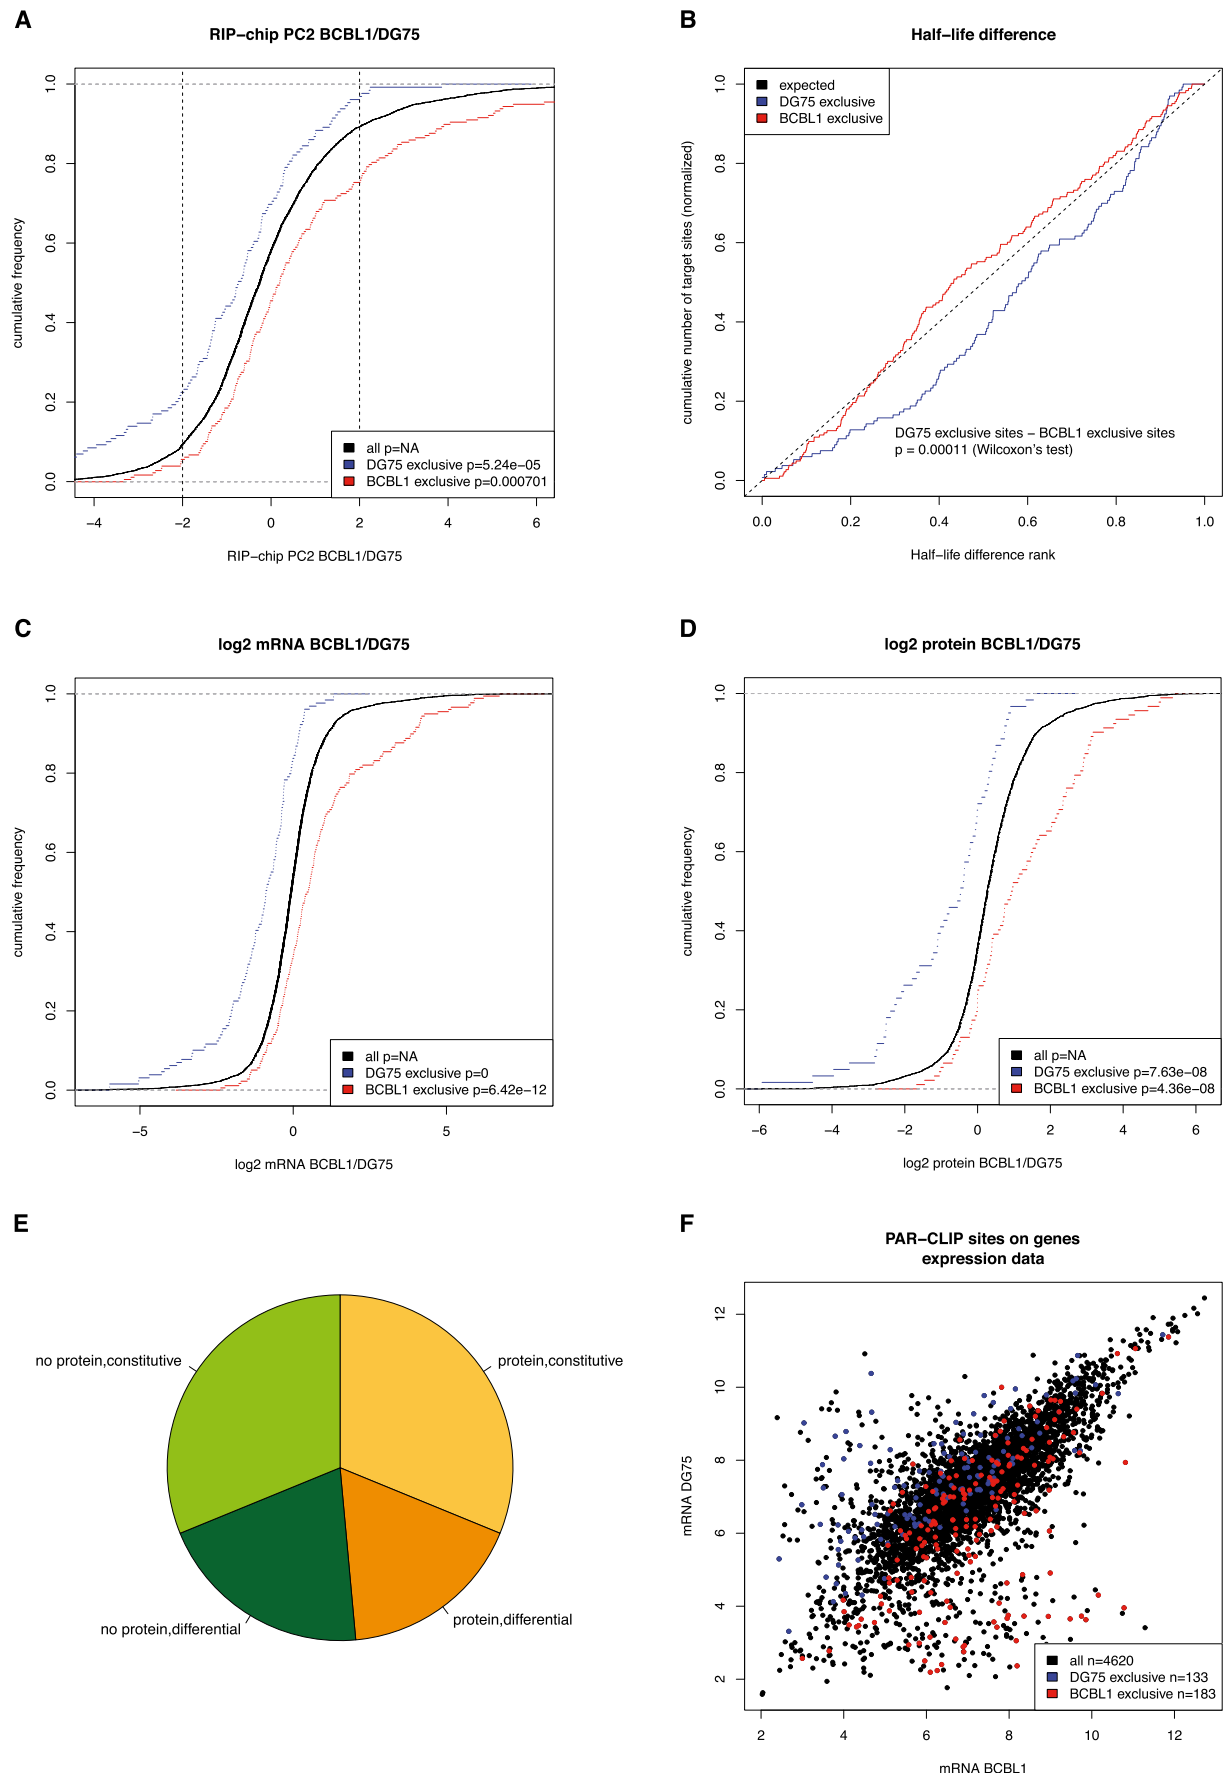 A
RIP−chip PC2 BCBL1/DG75
cumulative frequency
0.0
0.2
0.4
0.6
0.8
1.0
all p=NA
DG75 exclusive p=5.24e−05
BCBL1 exclusive p=0.000701
−4
−2
0
2
4
6
RIP−chip PC2 BCBL1/DG75
B
Half−life difference
cumulative number of target sites (normalized)
0.0
0.2
0.4
0.6
0.8
1.0
expected
DG75 exclusive
BCBL1 exclusive
DG75 exclusive sites − BCBL1 exclusive sites
p = 0.00011 (Wilcoxon's test)
0.0
0.2
0.4
0.6
0.8
1.0
Half−life difference rank
C
log2 mRNA BCBL1/DG75
cumulative frequency
0.0
0.2
0.4
0.6
0.8
1.0
all p=NA
DG75 exclusive p=0
BCBL1 exclusive p=6.42e−12
−5
0
5
log2 mRNA BCBL1/DG75
D
log2 protein BCBL1/DG75
cumulative frequency
0.0
0.2
0.4
0.6
0.8
1.0
all p=NA
DG75 exclusive p=7.63e−08
BCBL1 exclusive p=4.36e−08
−6
−4
−2
0
2
4
6
log2 protein BCBL1/DG75
E
no protein,constitutive
protein,constitutive
no protein,differential
protein,differential
F
PAR−CLIP sites on genes
expression data
mRNA DG75
2
4
6
8
10
12
all n=4620
DG75 exclusive n=133
BCBL1 exclusive n=183
2
4
6
8
10
12
mRNA BCBL1